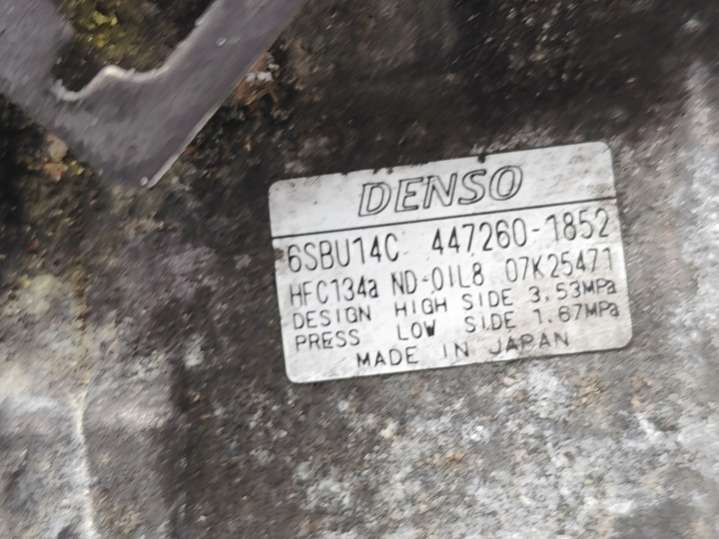 DENSO
6SBU14C 447260-1852
HFC134a ND-OIL8 07K25471
DESIGN HIGH SIDE 3.53MPa
PRESS LOW SIDE 1.67MPa
MADE IN JAPAN